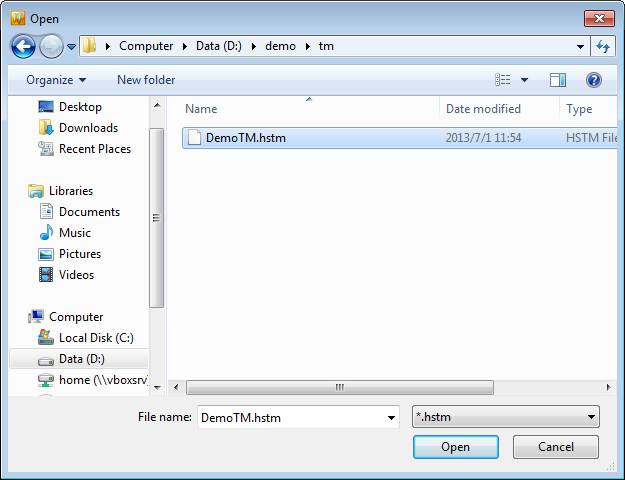 Open
Computer Data (D:) demo tm
Organize New folder
Name Date modified Type
DemoTM.hstm 2013/7/1 11:54 HSTM File
Desktop
Downloads
Recent Places
Libraries
Documents
Music
Pictures
Videos
Computer
Local Disk (C:)
Data (D:)
home (\\vboxsrv)
File name: DemoTM.hstm *.hstm
Open Cancel